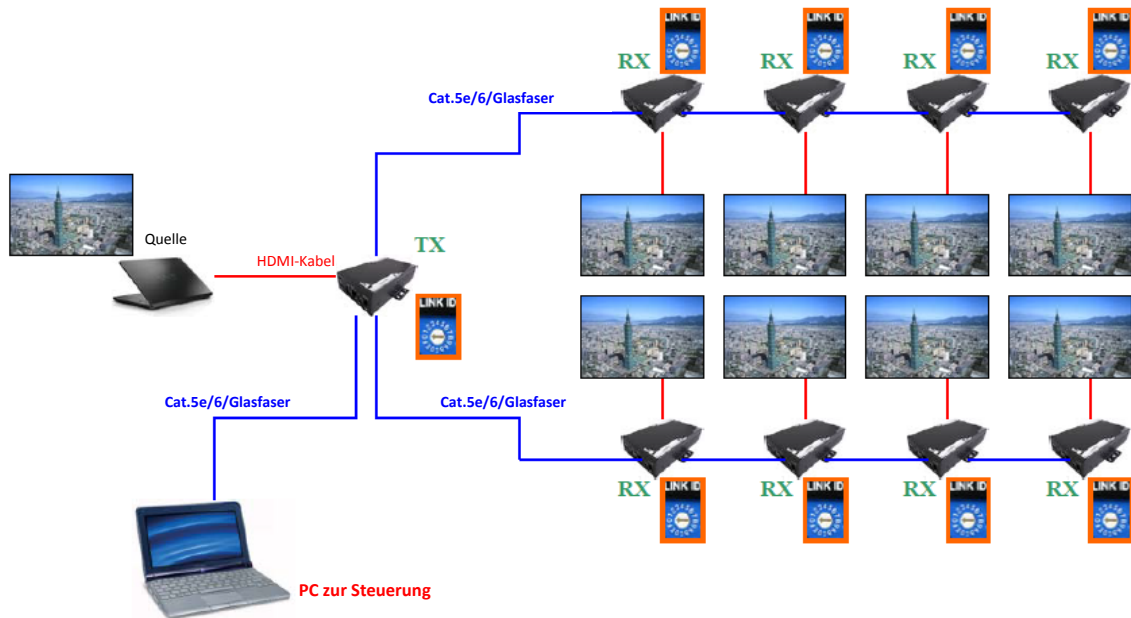 LINK ID
LINK ID
LINK ID
LINK ID
RX
RX
RX
RX
Cat.5e/6/Glasfaser
Quelle
TX
HDMI-Kabel
LINK ID
Cat.5e/6/Glasfaser
Cat.5e/6/Glasfaser
RX
RX
RX
RX
LINK ID
LINK ID
LINK ID
LINK ID
PC zur Steuerung